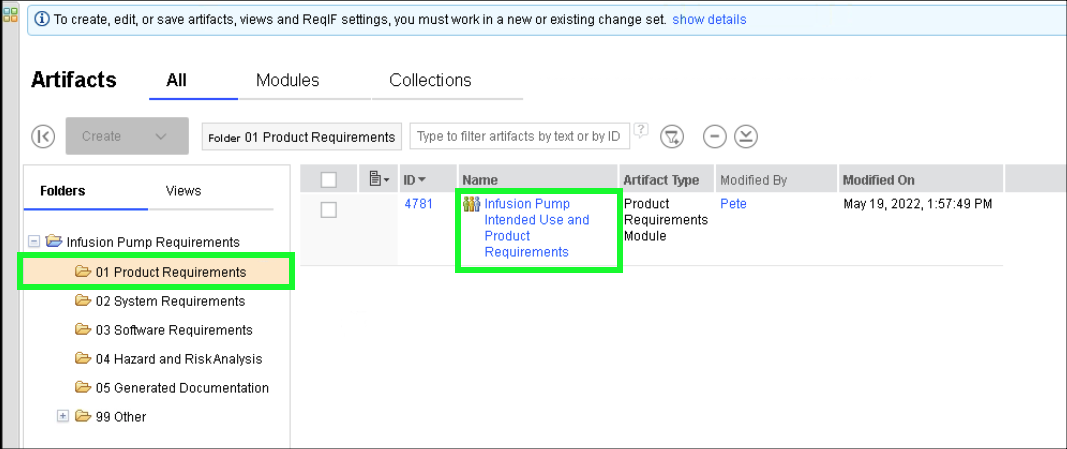 To create, edit, or save artifacts, views and ReqIF settings, you must work in a new or existing change set. show details
Artifacts All Modules Collections
Create Folder 01 Product Requirements Type to filter artifacts by text or by ID ?
Folders Views
Infusion Pump Requirements
01 Product Requirements
02 System Requirements
03 Software Requirements
04 Hazard and Risk Analysis
05 Generated Documentation
99 Other
ID Name Artifact Type Modified By Modified On
4781 Infusion Pump Product Pete May 19, 2022, 1:57:49 PM
Intended Use and Requirements
Product Module
Requirements